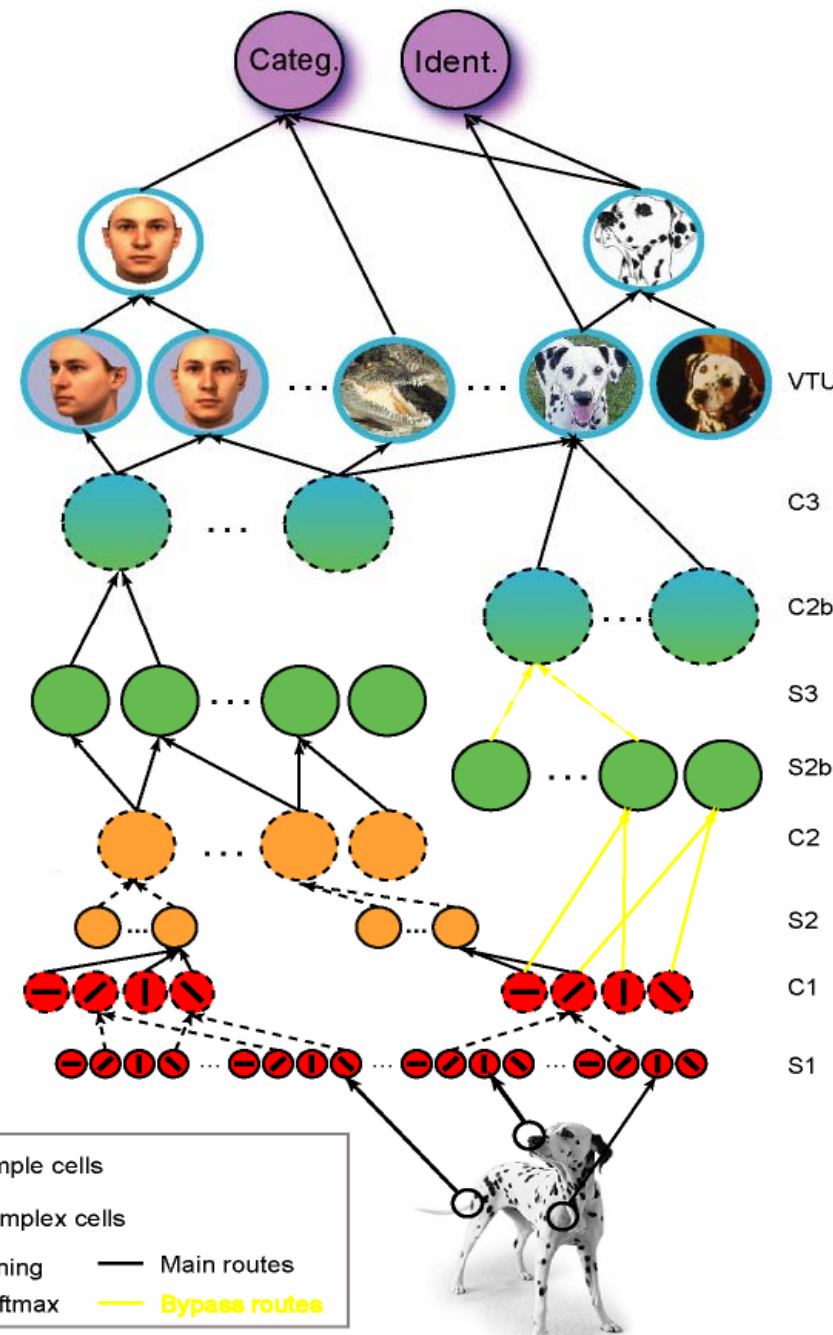 Categ.
Ident.
VTU
C3
C2b
S3
S2b
C2
S2
C1
S1
mple cells
mplex cells
ning
Main routes
ftmax
Bypass routes